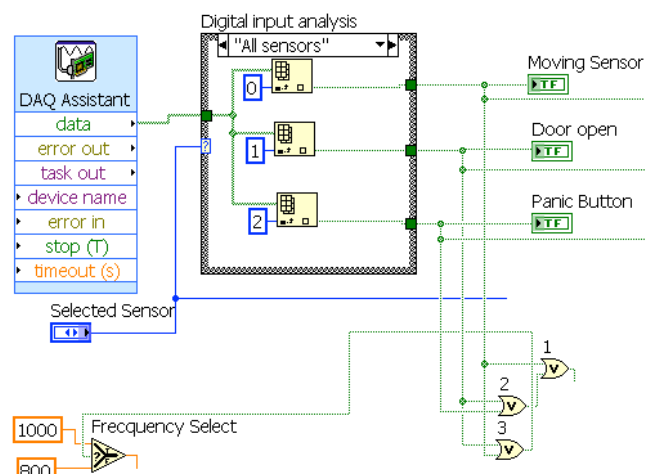 Digital input analysis
"All sensors"
DAQ Assistant
data
error out
task out
device name
error in
stop (T)
timeout (s)
0
1
2
?
Moving Sensor
TF
Door open
TF
Panic Button
TF
Selected Sensor
1
V
2
V
3
V
1000
Frecquency Select
?
800